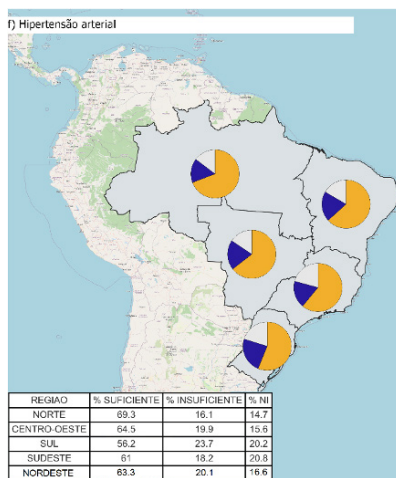 f) Hipertensão arterial
REGIAO % SUFICIENTE % INSUFICIENTE % NI
NORTE 69.3 16.1 14.7
CENTRO-OESTE 64.5 19.9 15.6
SUL 56.2 23.7 20.2
SUDESTE 61 18.2 20.8
NORDESTE 63.3 20.1 16.6